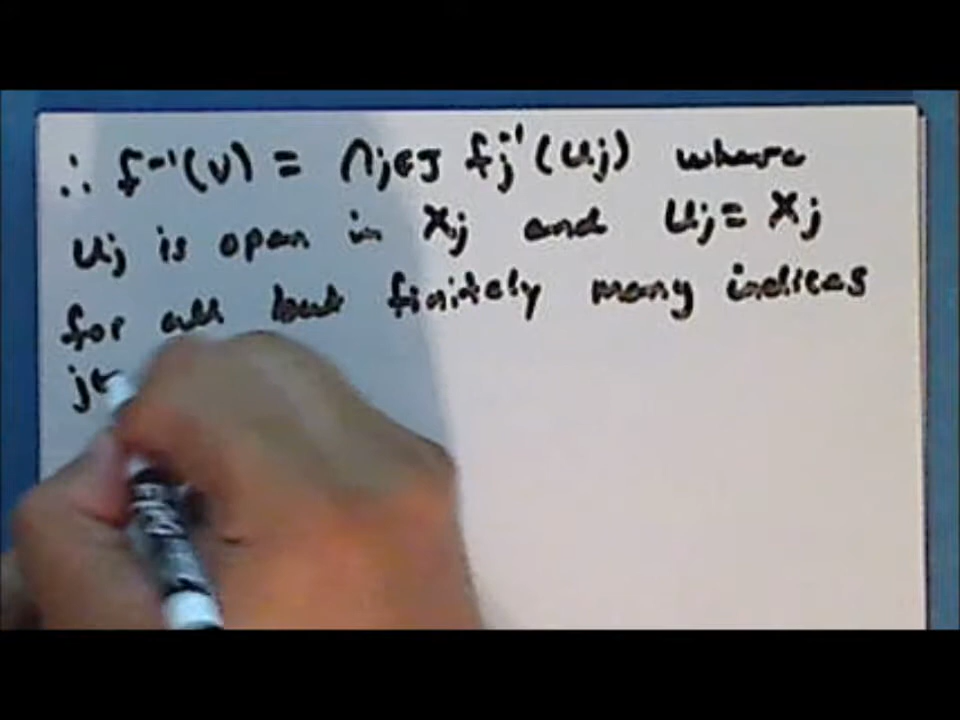 ∴ f⁻¹(V) = ∩j∈J fj⁻¹(Uj) where
Uj is open in Xj and Uj = Xj
for all but finitely many indices
j∈